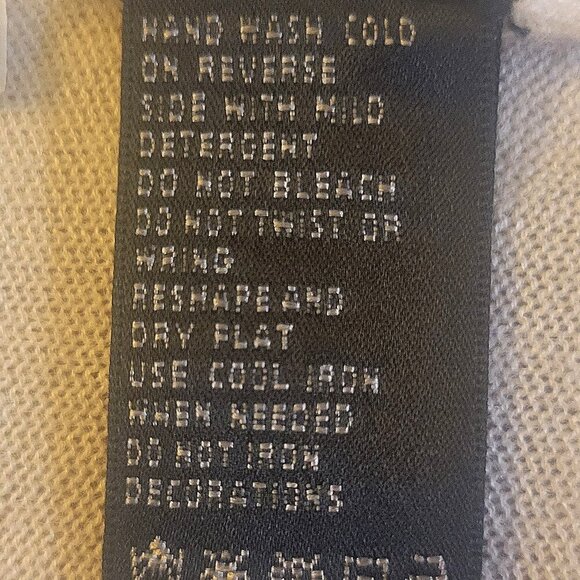 HAND WASH COLD
ON REVERSE
SIDE WITH MILD
DETERGENT
DO NOT BLEACH
DO NOT TWIST OR
WRING
RESHAPE AND
DRY FLAT
USE COOL IRON
WHEN NEEDED
DO NOT IRON
DECORATIONS